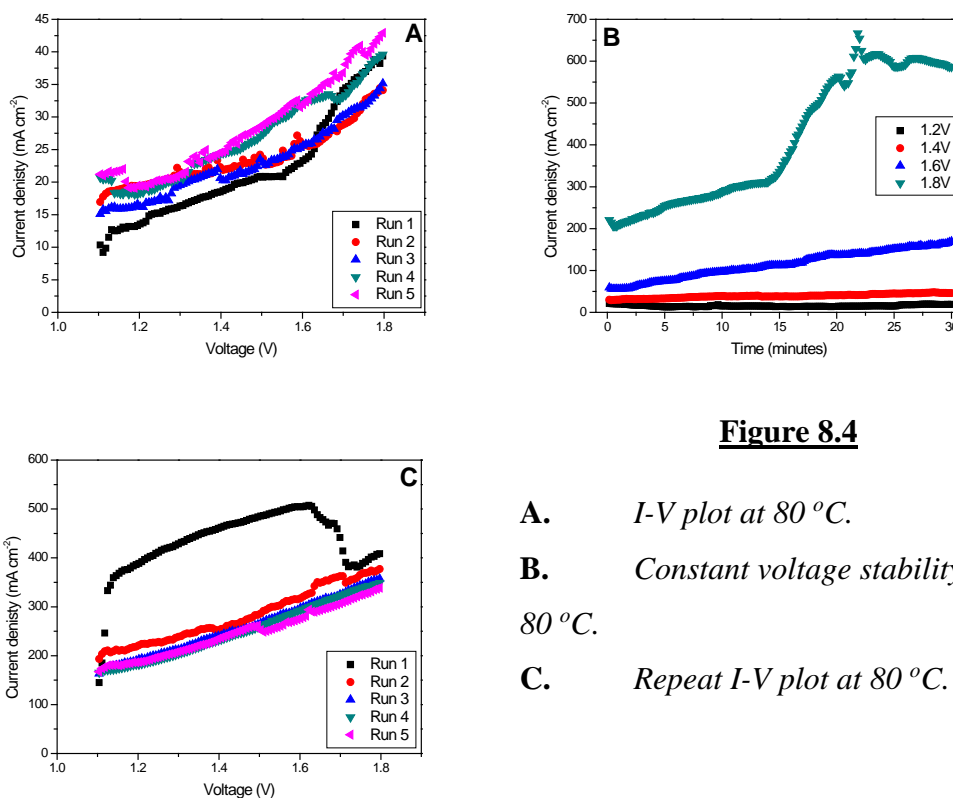 A
Current denisty (mA cm-2)
45
40
35
30
25
20
15
10
5
0
1.0
1.2
1.4
1.6
1.8
Voltage (V)
Run 1
Run 2
Run 3
Run 4
Run 5
B
Current density (mA cm-2)
700
600
500
400
300
200
100
0
0
5
10
15
20
25
30
Time (minutes)
1.2V
1.4V
1.6V
1.8V
C
Current denisty (mA cm-2)
600
500
400
300
200
100
0
1.0
1.2
1.4
1.6
1.8
Voltage (V)
Run 1
Run 2
Run 3
Run 4
Run 5
Figure 8.4
A. I-V plot at 80 °C.
B. Constant voltage stability
80 °C.
C. Repeat I-V plot at 80 °C.